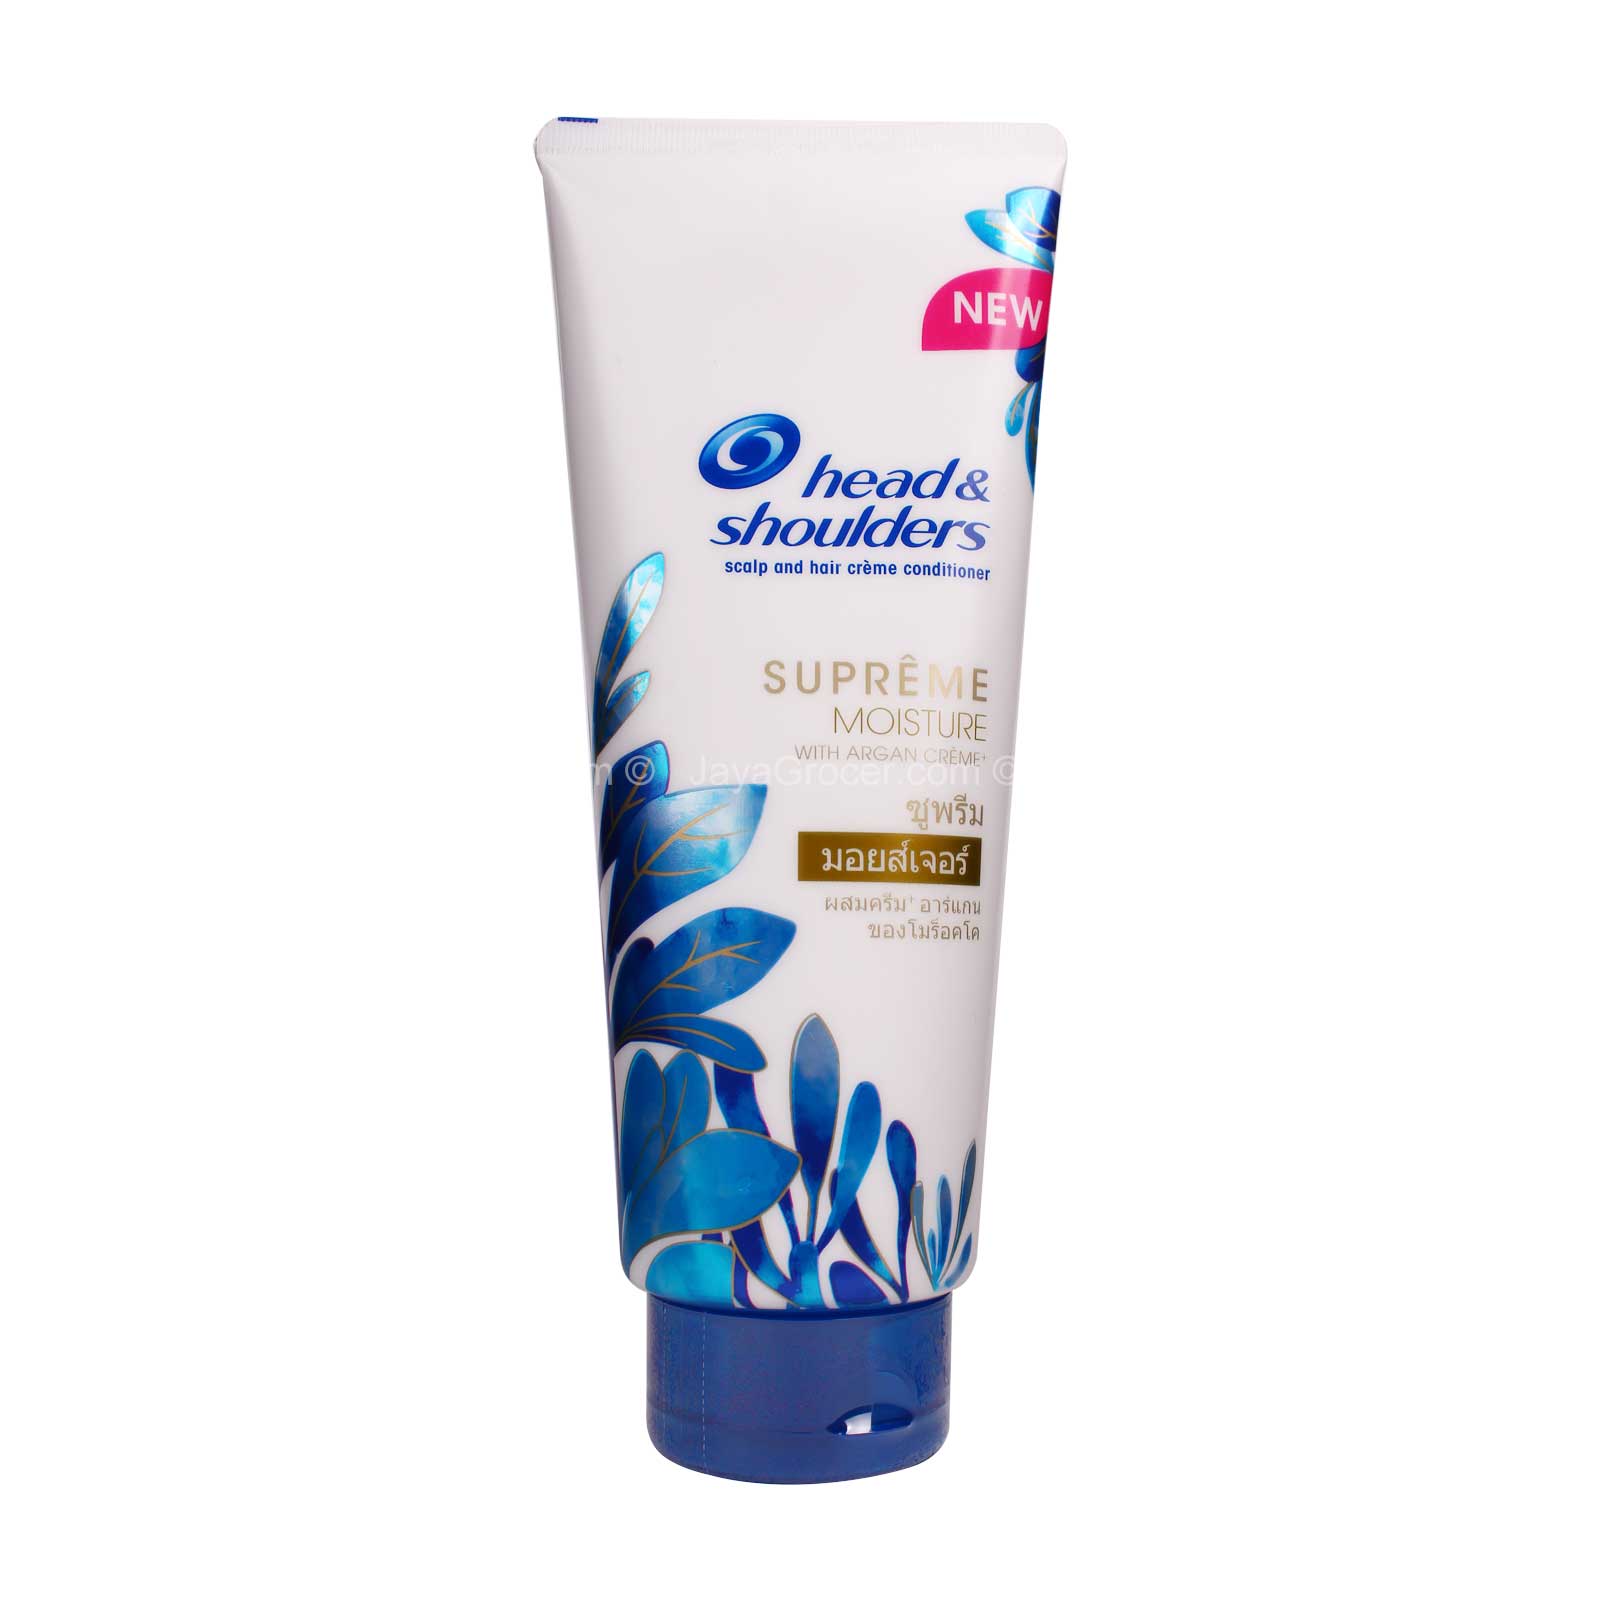 NEW
head &
shoulders
scalp and hair crème conditioner
SUPRÊME
MOISTURE
WITH ARGAN CRÈME⁺
m © JayaGrocer.com ©
ซูพรีม
มอยส์เจอร์
ผสมครีม⁺ อาร์แกน
ของโมร็อคโค